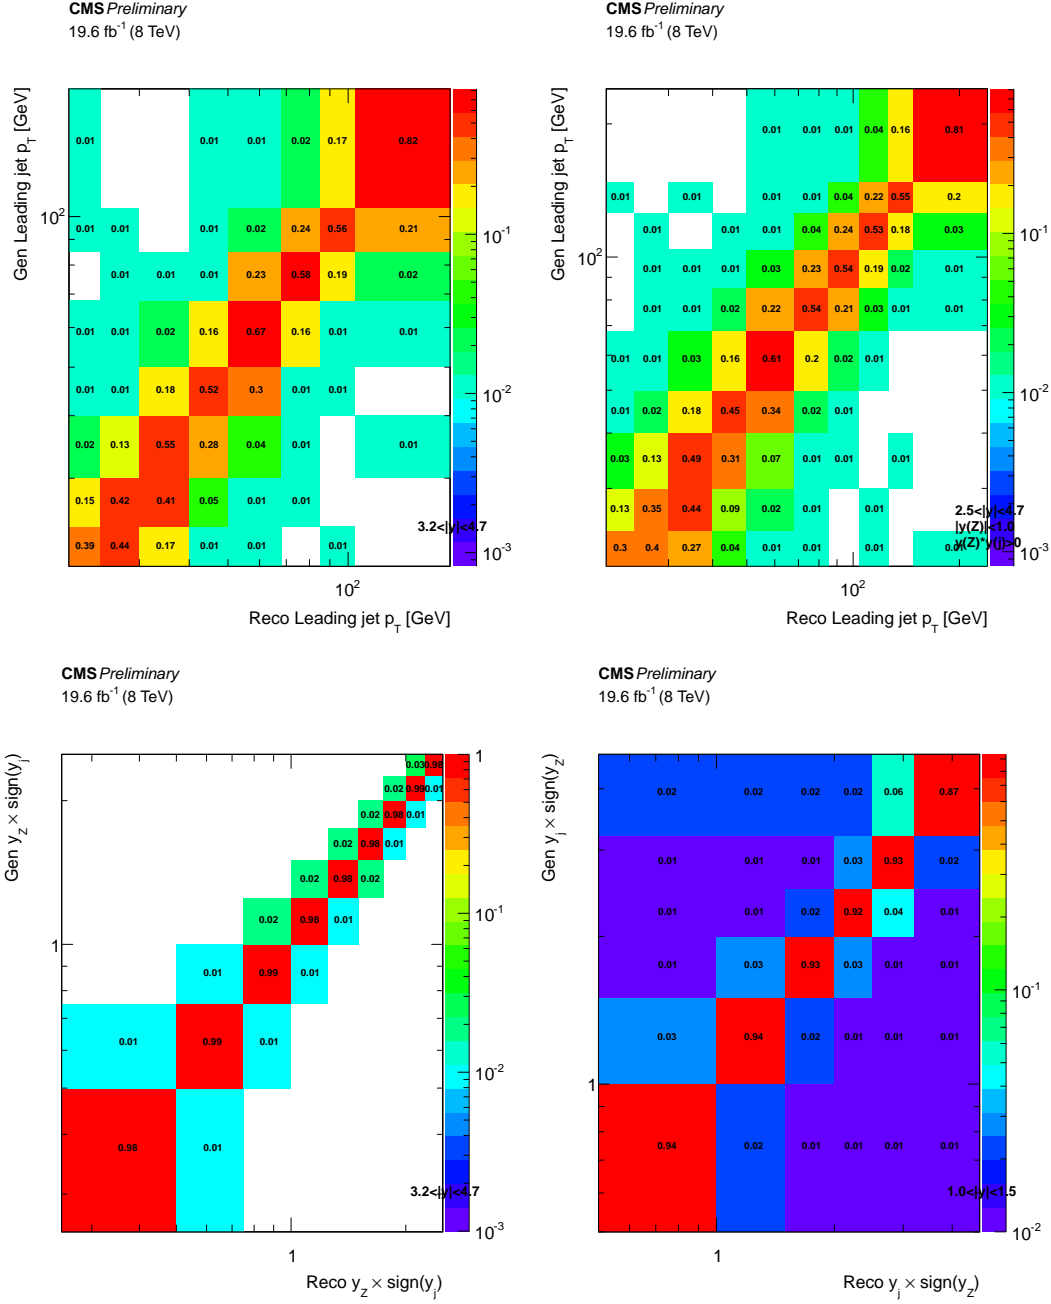 CMS Preliminary
19.6 fb-1 (8 TeV)
Gen Leading jet pT [GeV]
0.01 0.01 0.01 0.02 0.17 0.82
0.01 0.01 0.01 0.02 0.24 0.56 0.21
0.01 0.01 0.01 0.23 0.58 0.19 0.02
0.01 0.01 0.02 0.16 0.67 0.16 0.01 0.01
0.01 0.01 0.18 0.52 0.3 0.01 0.01
0.02 0.13 0.55 0.28 0.04 0.01 0.01
0.15 0.42 0.41 0.05 0.01 0.01
0.39 0.44 0.17 0.01 0.01 0.01
3.2<|y|<4.7
10^2
10^2
10^-1
10^-2
10^-3
Reco Leading jet pT [GeV]
CMS Preliminary
19.6 fb-1 (8 TeV)
Gen Leading jet pT [GeV]
0.01 0.01 0.01 0.04 0.16 0.81
0.01 0.01 0.01 0.01 0.04 0.22 0.55 0.2
0.01 0.01 0.01 0.04 0.24 0.53 0.18 0.03
0.01 0.01 0.01 0.03 0.23 0.54 0.19 0.02 0.01
0.01 0.01 0.02 0.22 0.54 0.21 0.03 0.01 0.01
0.01 0.01 0.03 0.16 0.61 0.2 0.02 0.01
0.01 0.02 0.18 0.45 0.34 0.02 0.01
0.03 0.13 0.49 0.31 0.07 0.01 0.01 0.01
0.13 0.35 0.44 0.09 0.02 0.01 0.01
0.3 0.4 0.27 0.04 0.01 0.01 0.01 0.01
2.5<|y|<4.7
|y(Z)|<1.0
y(Z)*y(j)>0
10^2
10^2
10^-1
10^-2
10^-3
Reco Leading jet pT [GeV]
CMS Preliminary
19.6 fb-1 (8 TeV)
Gen yZ × sign(yj)
0.03 0.98
0.02 0.99 0.01
0.02 0.98 0.01
0.02 0.98 0.01
0.02 0.98 0.02
0.02 0.98 0.01
0.01 0.99 0.01
0.01 0.99 0.01
0.98 0.01
3.2<|y|<4.7
1
1
1
10^-1
10^-2
10^-3
Reco yZ × sign(yj)
CMS Preliminary
19.6 fb-1 (8 TeV)
Gen yj × sign(yZ)
0.02 0.02 0.02 0.02 0.06 0.87
0.01 0.01 0.01 0.03 0.93 0.02
0.01 0.01 0.02 0.92 0.04 0.01
0.01 0.03 0.93 0.03 0.01 0.01
0.03 0.94 0.02 0.01 0.01 0.01
0.94 0.02 0.01 0.01 0.01 0.01
1.0<|y|<1.5
1
1
10^-1
10^-2
Reco yj × sign(yZ)